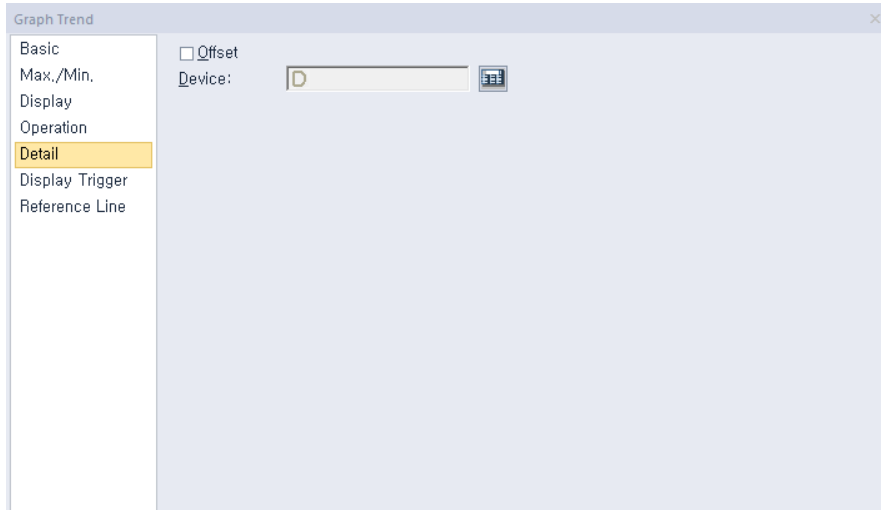 Graph Trend
Basic
Max./Min.
Display
Operation
Detail
Display Trigger
Reference Line
Offset
Device:
D